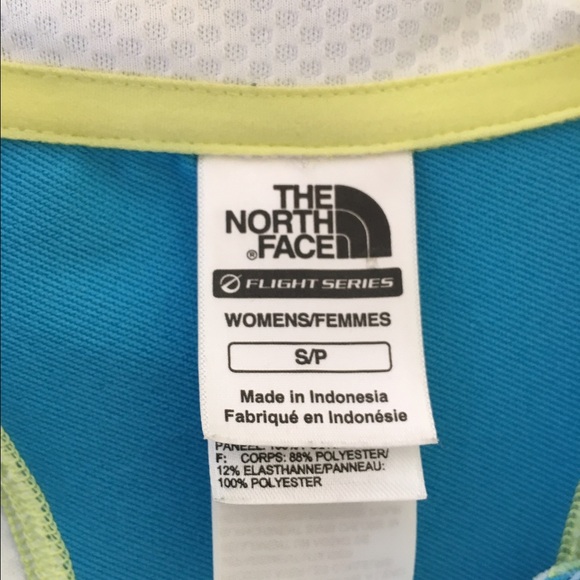 THE
NORTH
FACE
®
FLIGHT SERIES
WOMENS/FEMMES
S/P
Made in Indonesia
Fabriqué en Indonésie
F: CORPS: 88% POLYESTER/
12% ELASTHANNE/PANNEAU:
100% POLYESTER